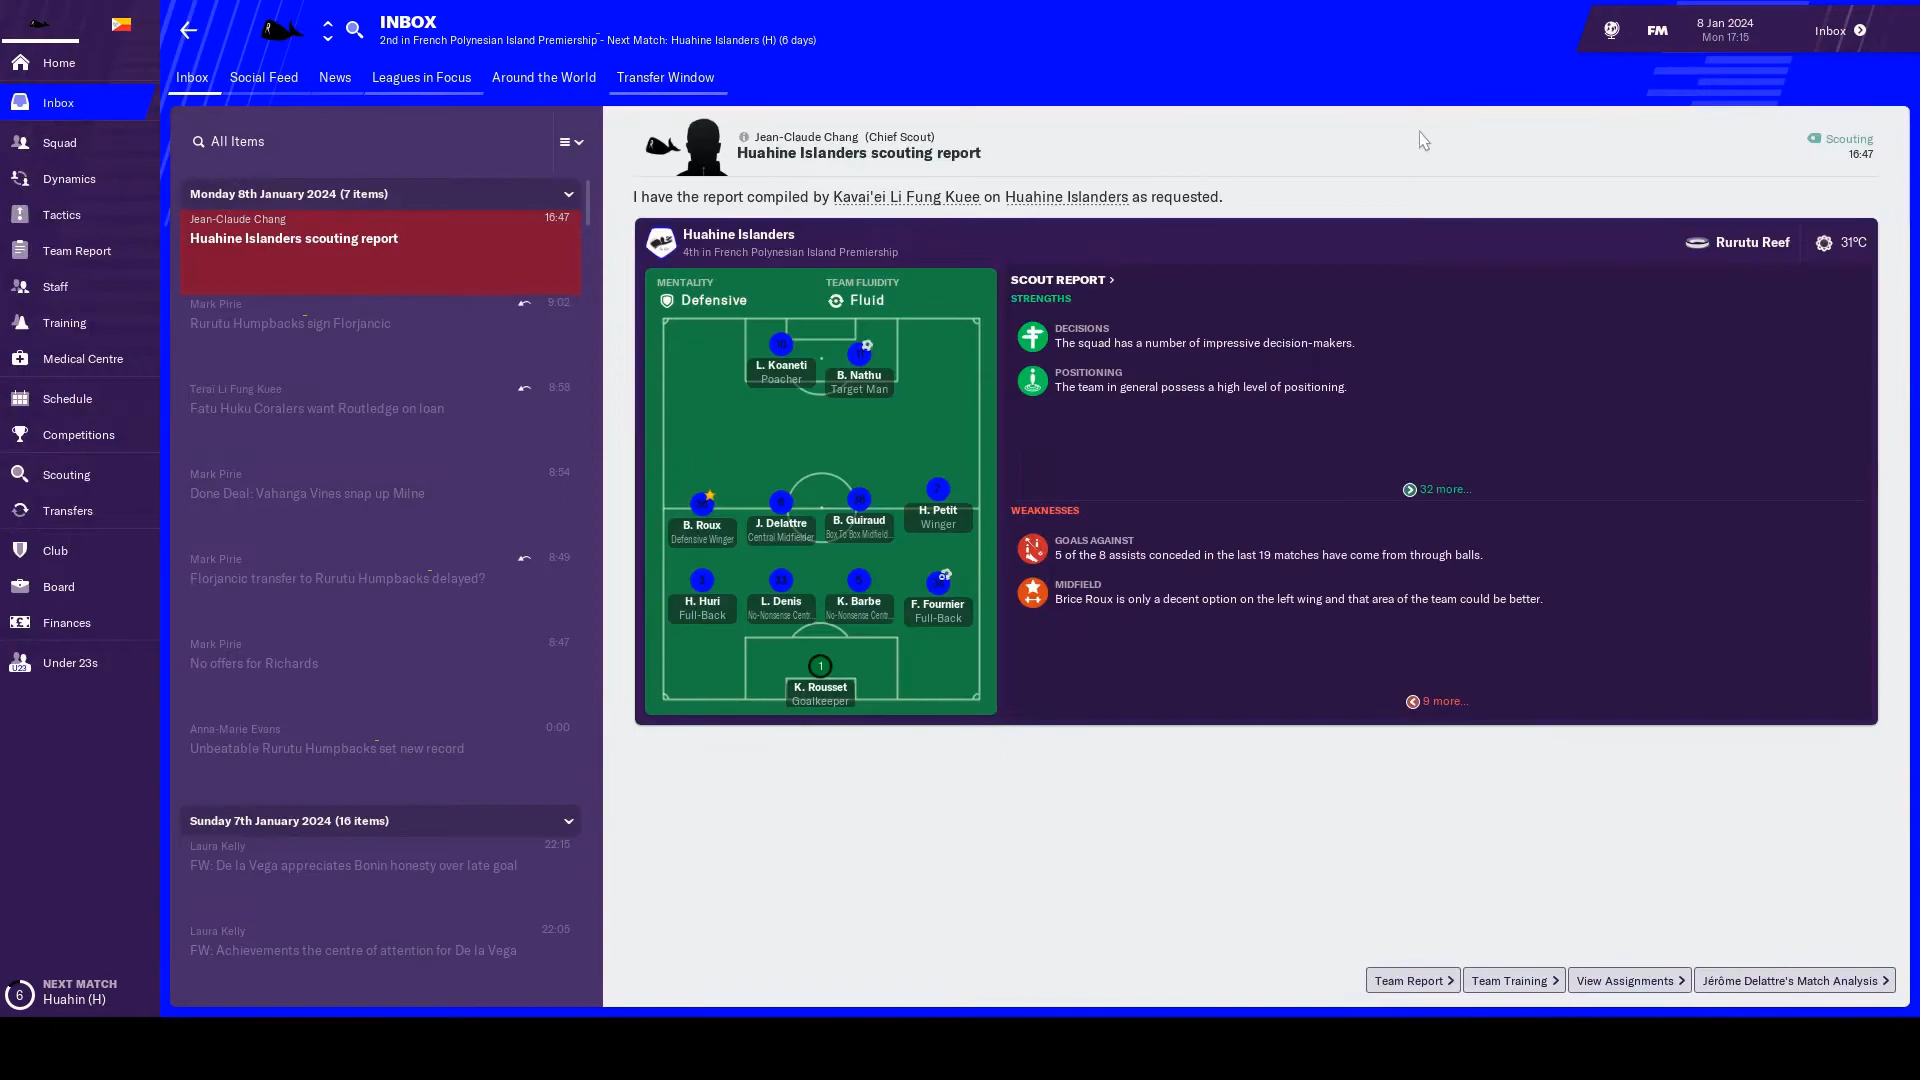 INBOX
2nd in French Polynesian Island Premiership - Next Match: Huahine Islanders (H) (6 days)
FM
8 Jan 2024
Mon 17:15
Inbox
Inbox
Social Feed
News
Leagues in Focus
Around the World
Transfer Window
Home
Inbox
Squad
Dynamics
Tactics
Team Report
Staff
Training
Medical Centre
Schedule
Competitions
Scouting
Transfers
Club
Board
Finances
U23
Under 23s
6
NEXT MATCH
Huahin (H)
All Items
Monday 8th January 2024 (7 items)
Jean-Claude Chang 16:47
Huahine Islanders scouting report
Mark Pirie 9:02
Rurutu Humpbacks sign Florjancic
Teraï Li Fung Kuee 8:58
Fatu Huku Coralers want Routledge on loan
Mark Pirie 8:54
Done Deal: Vahanga Vines snap up Milne
Mark Pirie 8:49
Florjancic transfer to Rurutu Humpbacks delayed?
Mark Pirie 8:47
No offers for Richards
Anna-Marie Evans 0:00
Unbeatable Rurutu Humpbacks set new record
Sunday 7th January 2024 (16 items)
Laura Kelly 22:15
FW: De la Vega appreciates Bonin honesty over late goal
Laura Kelly 22:05
FW: Achievements the centre of attention for De la Vega
Jean-Claude Chang (Chief Scout)
Huahine Islanders scouting report
Scouting
16:47
I have the report compiled by Kavai'ei Li Fung Kuee on Huahine Islanders as requested.
Huahine Islanders
4th in French Polynesian Island Premiership
Rurutu Reef
31°C
MENTALITY
Defensive
TEAM FLUIDITY
Fluid
L. Koaneti
Poacher
B. Nathu
Target Man
B. Roux
Defensive Winger
J. Delattre
Central Midfielder
B. Guiraud
Box To Box Midfield...
H. Petit
Winger
H. Huri
Full-Back
L. Denis
No-Nonsense Centr...
K. Barbe
No-Nonsense Centr...
F. Fournier
Full-Back
1
K. Rousset
Goalkeeper
SCOUT REPORT >
STRENGTHS
DECISIONS
The squad has a number of impressive decision-makers.
POSITIONING
The team in general possess a high level of positioning.
32 more...
WEAKNESSES
GOALS AGAINST
5 of the 8 assists conceded in the last 19 matches have come from through balls.
MIDFIELD
Brice Roux is only a decent option on the left wing and that area of the team could be better.
9 more...
Team Report >
Team Training >
View Assignments >
Jérôme Delattre's Match Analysis >